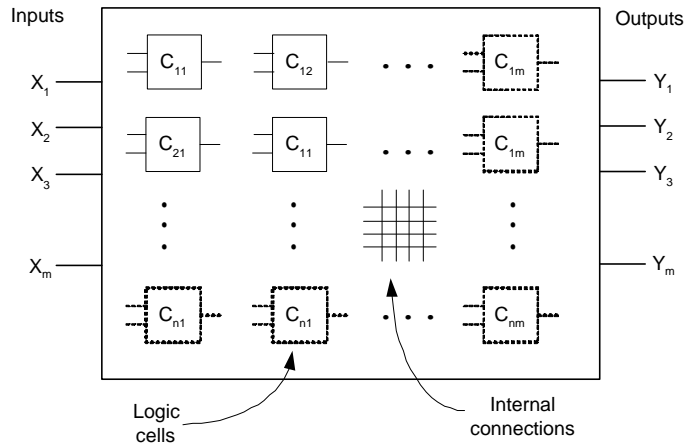 Inputs
Outputs
C11
C12
C1m
X1
Y1
X2
Y2
C21
C11
C1m
X3
Y3
Xm
Ym
Cn1
Cn1
Cnm
Logic
cells
Internal
connections